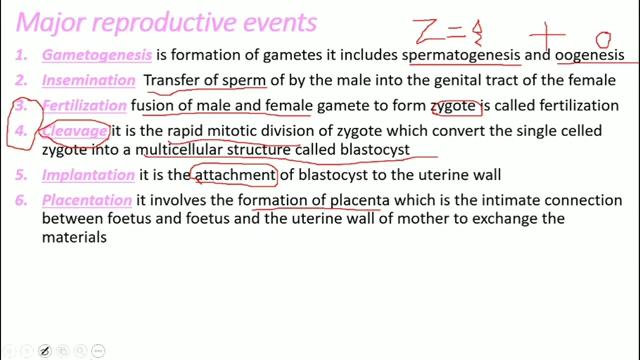 Major reproductive events
Z = + o
1. Gametogenesis is formation of gametes it includes spermatogenesis and oogenesis
2. Insemination Transfer of sperm of by the male into the genital tract of the female
3. Fertilization fusion of male and female gamete to form zygote is called fertilization
4. Cleavage it is the rapid mitotic division of zygote which convert the single celled
zygote into a multicellular structure called blastocyst
5. Implantation it is the attachment of blastocyst to the uterine wall
6. Placentation it involves the formation of placenta which is the intimate connection
between foetus and foetus and the uterine wall of mother to exchange the
materials